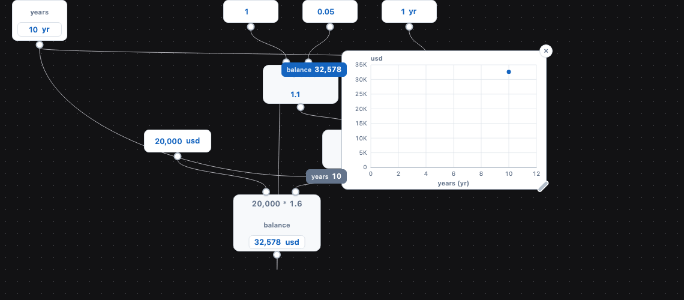 years
10 yr
1
0.05
1 yr
balance 32,578
1.1
usd
35K
30K
25K
20K
15K
10K
5K
0
0 2 4 6 8 10 12
years (yr)
20,000 usd
years 10
20,000 * 1.6
balance
32,578 usd